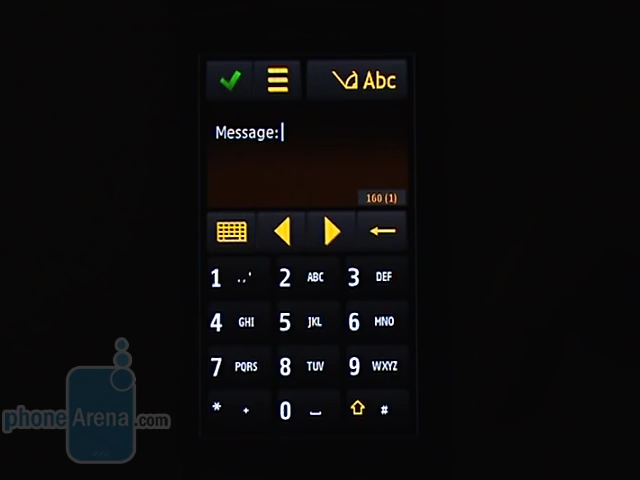 Abc
Message:
160 (1)
1 .,'
2 ABC
3 DEF
4 GHI
5 JKL
6 MNO
7 PQRS
8 TUV
9 WXYZ
* +
0
#
phoneArena.com